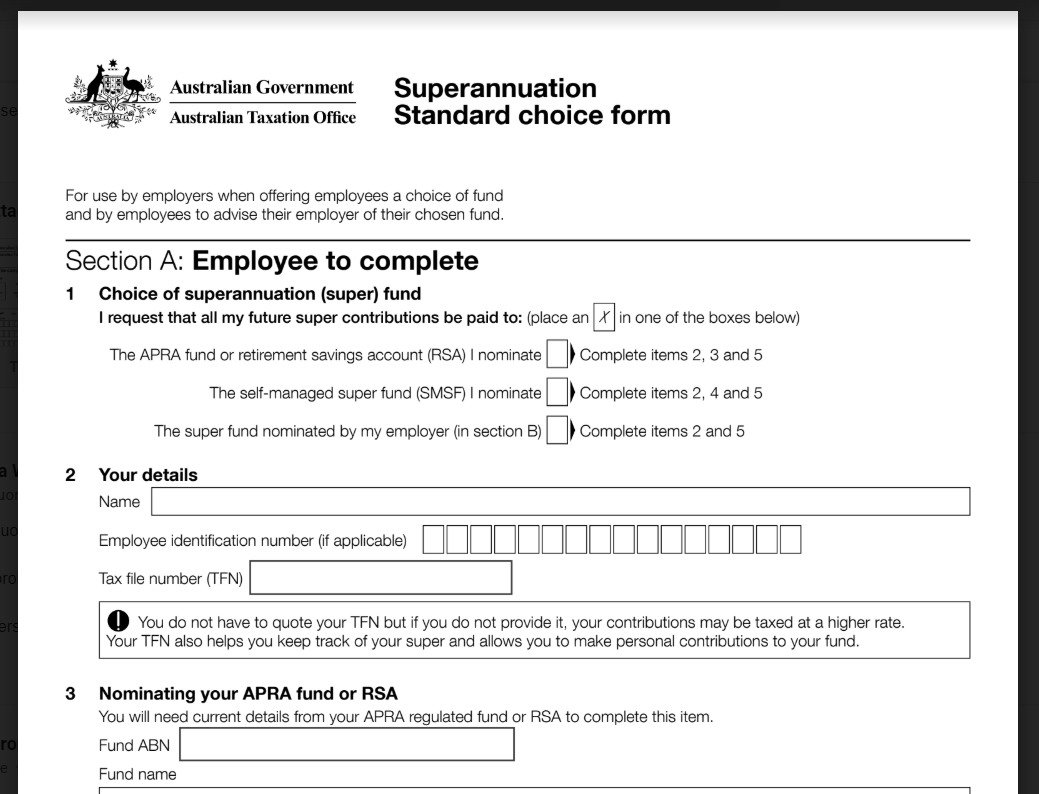 Australian Government
Australian Taxation Office
Superannuation
Standard choice form
For use by employers when offering employees a choice of fund
and by employees to advise their employer of their chosen fund.
Section A: Employee to complete
1 Choice of superannuation (super) fund
I request that all my future super contributions be paid to: (place an X in one of the boxes below)
The APRA fund or retirement savings account (RSA) I nominate Complete items 2, 3 and 5
The self-managed super fund (SMSF) I nominate Complete items 2, 4 and 5
The super fund nominated by my employer (in section B) Complete items 2 and 5
2 Your details
Name
Employee identification number (if applicable)
Tax file number (TFN)
You do not have to quote your TFN but if you do not provide it, your contributions may be taxed at a higher rate.
Your TFN also helps you keep track of your super and allows you to make personal contributions to your fund.
3 Nominating your APRA fund or RSA
You will need current details from your APRA regulated fund or RSA to complete this item.
Fund ABN
Fund name